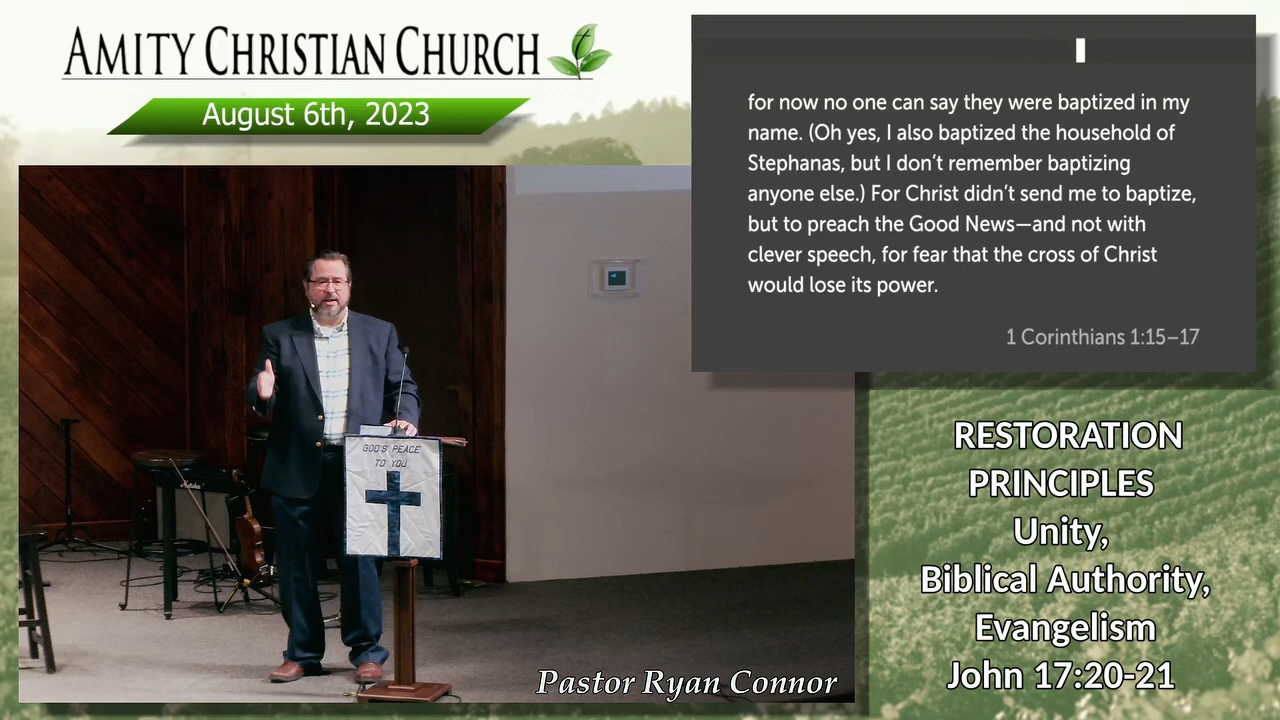 AMITY CHRISTIAN CHURCH
August 6th, 2023
for now no one can say they were baptized in my
name. (Oh yes, I also baptized the household of
Stephanas, but I don't remember baptizing
anyone else.) For Christ didn't send me to baptize,
but to preach the Good News—and not with
clever speech, for fear that the cross of Christ
would lose its power.
1 Corinthians 1:15–17
GOD'S PEACE
TO YOU
Pastor Ryan Connor
RESTORATION
PRINCIPLES
Unity,
Biblical Authority,
Evangelism
John 17:20-21